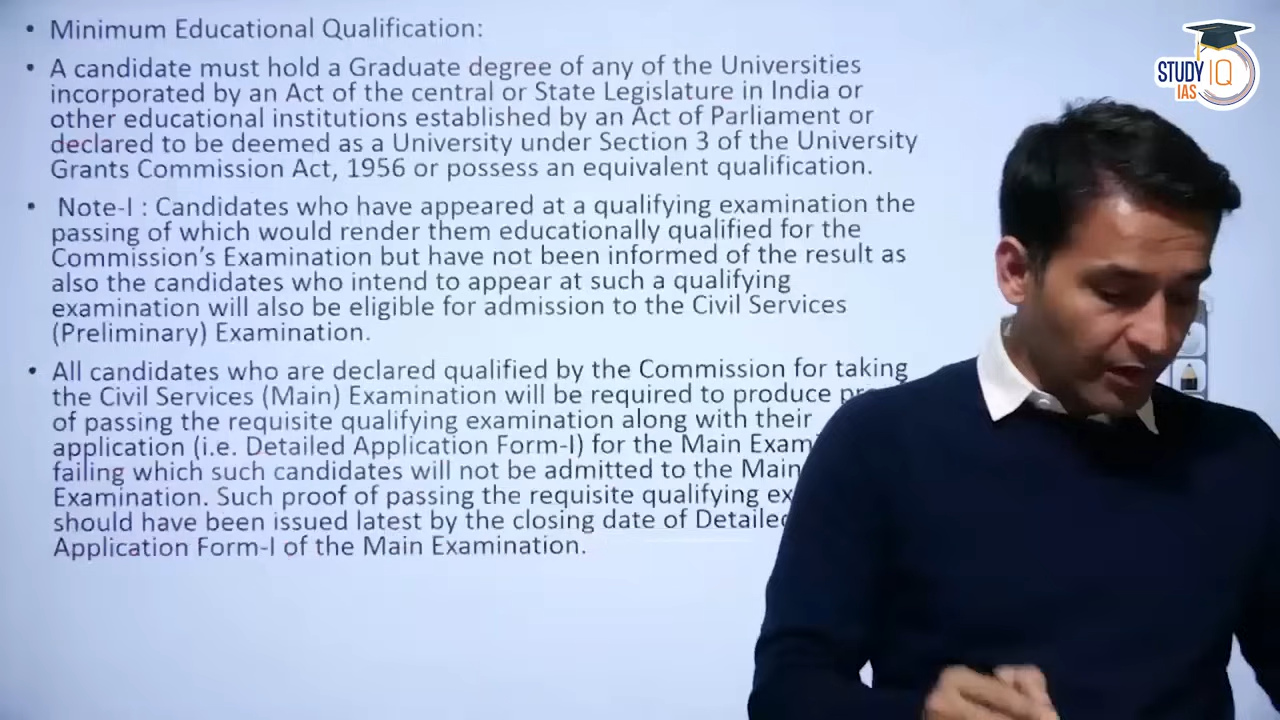 • Minimum Educational Qualification:
• A candidate must hold a Graduate degree of any of the Universities
incorporated by an Act of the central or State Legislature in India or
other educational institutions established by an Act of Parliament or
declared to be deemed as a University under Section 3 of the University
Grants Commission Act, 1956 or possess an equivalent qualification.
• Note-I : Candidates who have appeared at a qualifying examination the
passing of which would render them educationally qualified for the
Commission's Examination but have not been informed of the result as
also the candidates who intend to appear at such a qualifying
examination will also be eligible for admission to the Civil Services
(Preliminary) Examination.
• All candidates who are declared qualified by the Commission for taking
the Civil Services (Main) Examination will be required to produce
of passing the requisite qualifying examination along with their
application (i.e. Detailed Application Form-I) for the Main
failing which such candidates will not be admitted to the Main
Examination. Such proof of passing the requisite qualifying
should have been issued latest by the closing date of
Application Form-I of the Main Examination.
STUDY IQ
IAS